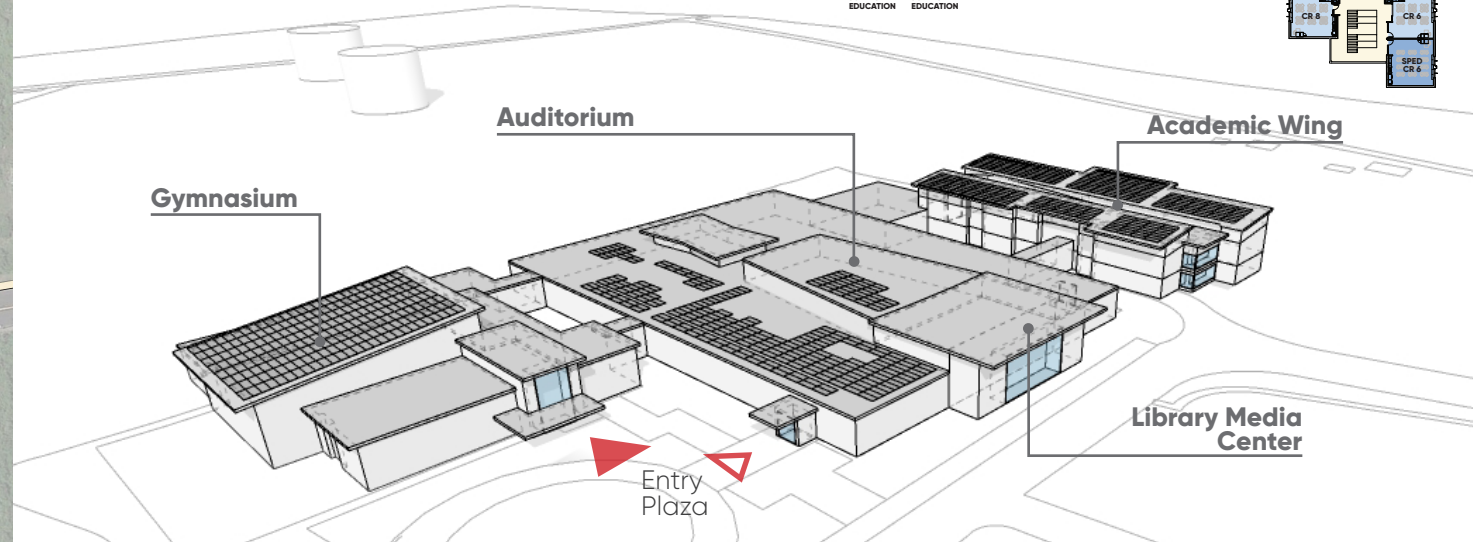 EDUCATION EDUCATION
CR 8
CR 6
SPED
CR 6
Auditorium
Academic Wing
Gymnasium
Library Media
Center
Entry
Plaza